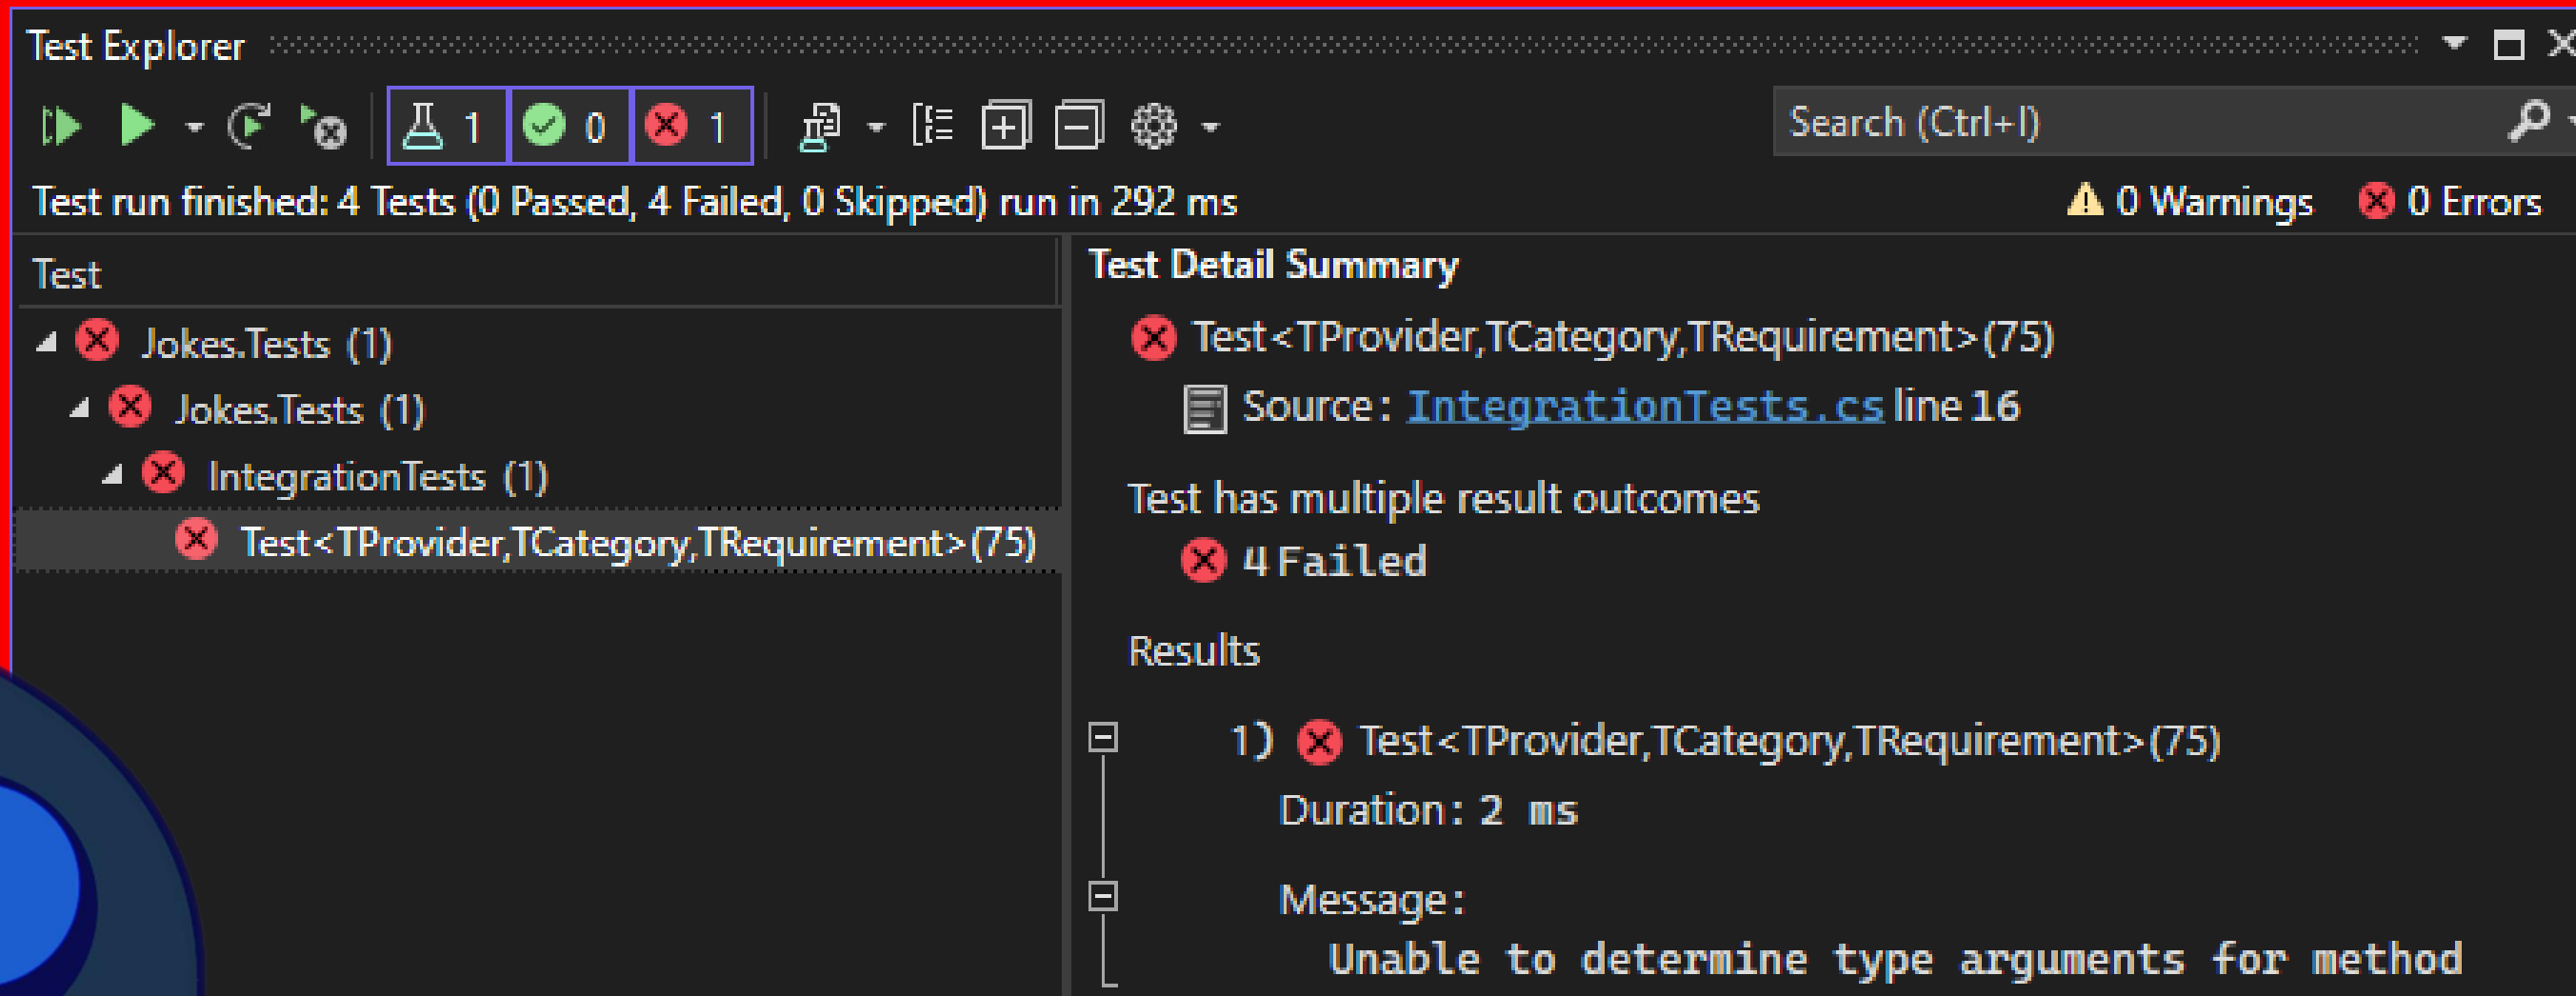 Test Explorer
1 0 1
Search (Ctrl+I)
Test run finished: 4 Tests (0 Passed, 4 Failed, 0 Skipped) run in 292 ms
0 Warnings 0 Errors
Test
Jokes.Tests (1)
Jokes.Tests (1)
IntegrationTests (1)
Test<TProvider,TCategory,TRequirement>(75)
Test Detail Summary
Test<TProvider,TCategory,TRequirement>(75)
Source: IntegrationTests.cs line 16
Test has multiple result outcomes
4 Failed
Results
1) Test<TProvider,TCategory,TRequirement>(75)
Duration: 2 ms
Message:
Unable to determine type arguments for method